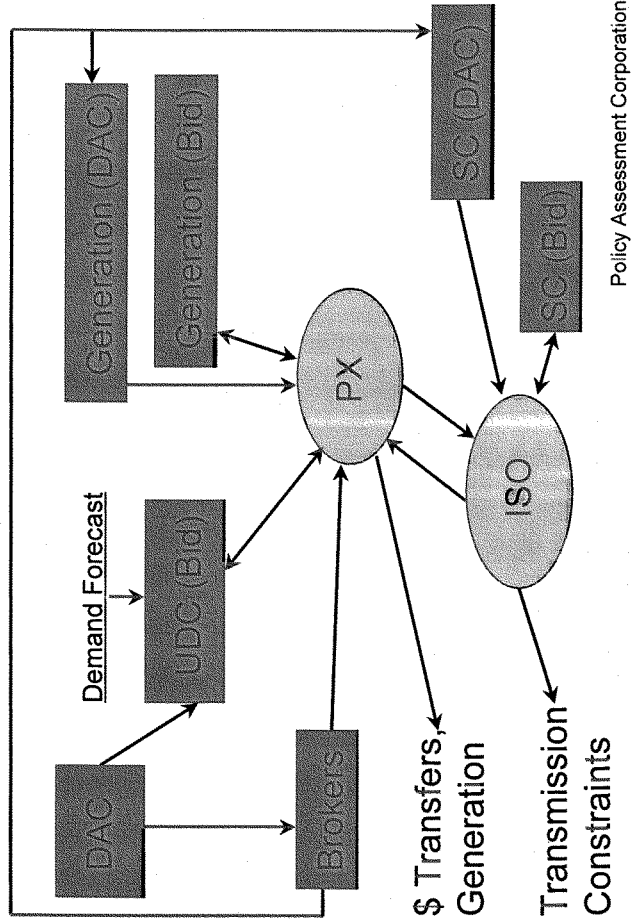 DAC
Demand Forecast
UDC (Bid)
Generation (DAC)
Generation (Bid)
Brokers
PX
$ Transfers,
Generation
ISO
SC (DAC)
SC (Bid)
Transmission
Constraints
Policy Assessment Corporation